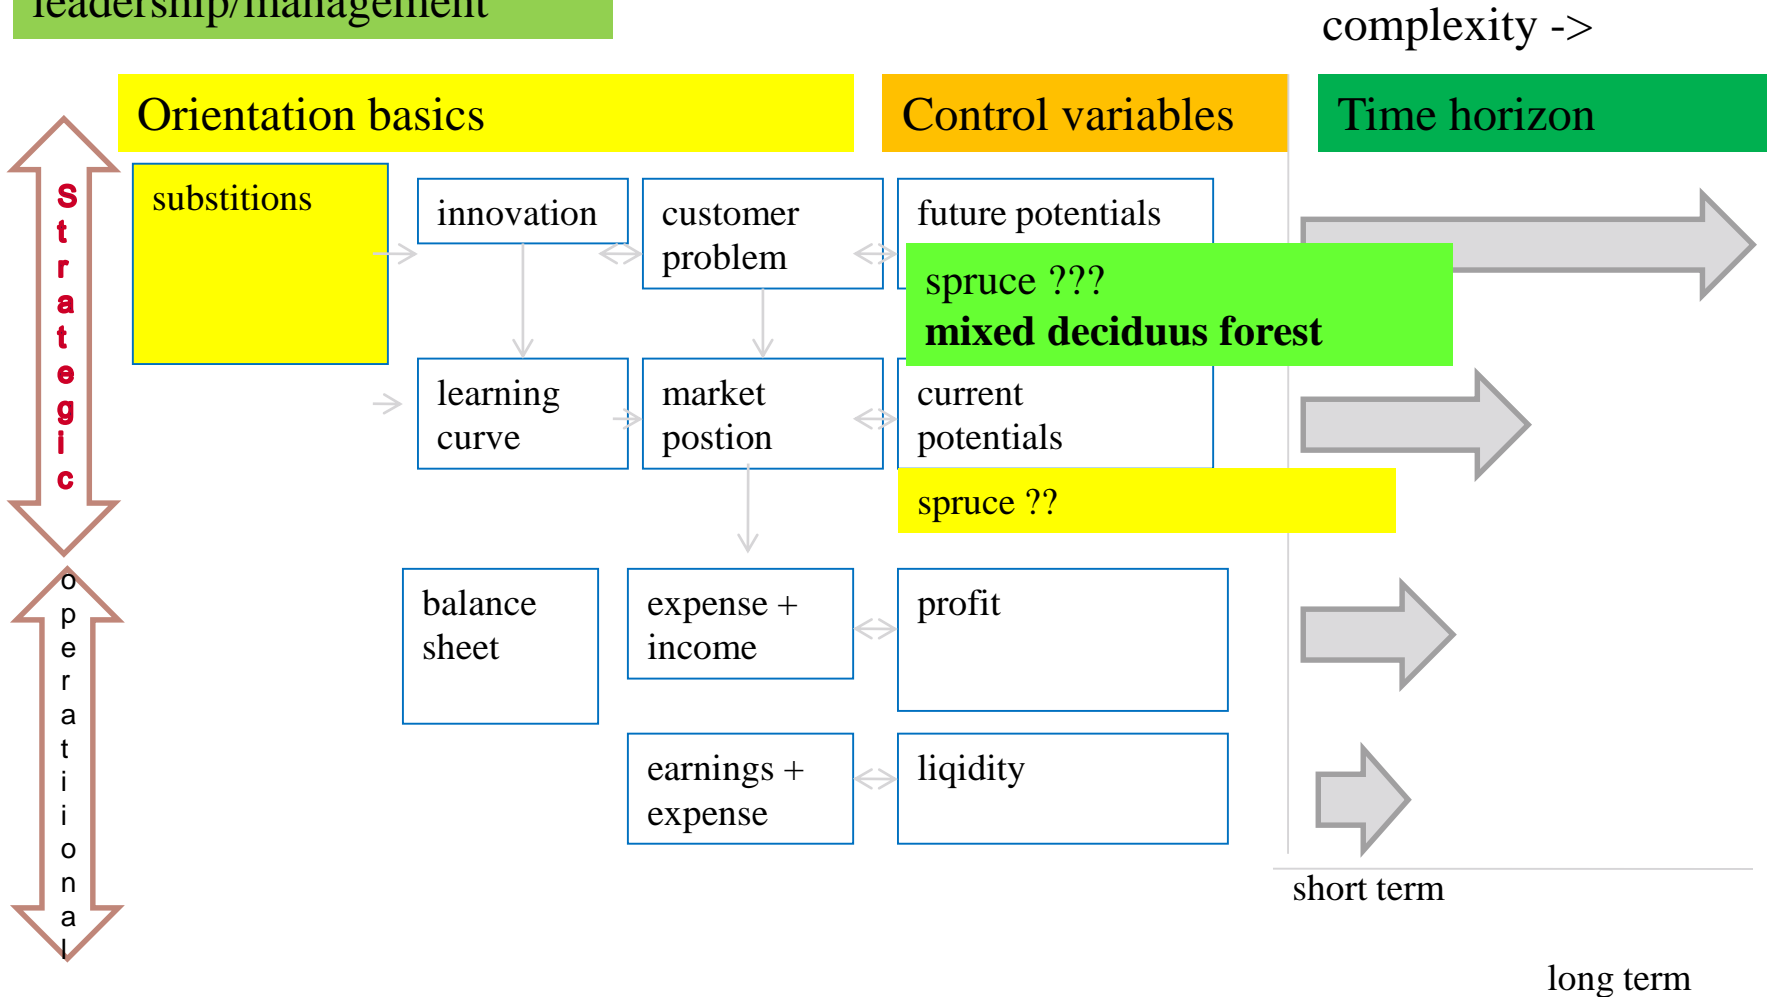 leadership/management
complexity ->
Orientation basics
Control variables
Time horizon
Strategic
substitions
innovation
customer
problem
future potentials
spruce ???
mixed deciduus forest
learning
curve
market
postion
current
potentials
spruce ??
operatiional
balance
sheet
expense +
income
profit
earnings +
expense
liqidity
short term
long term